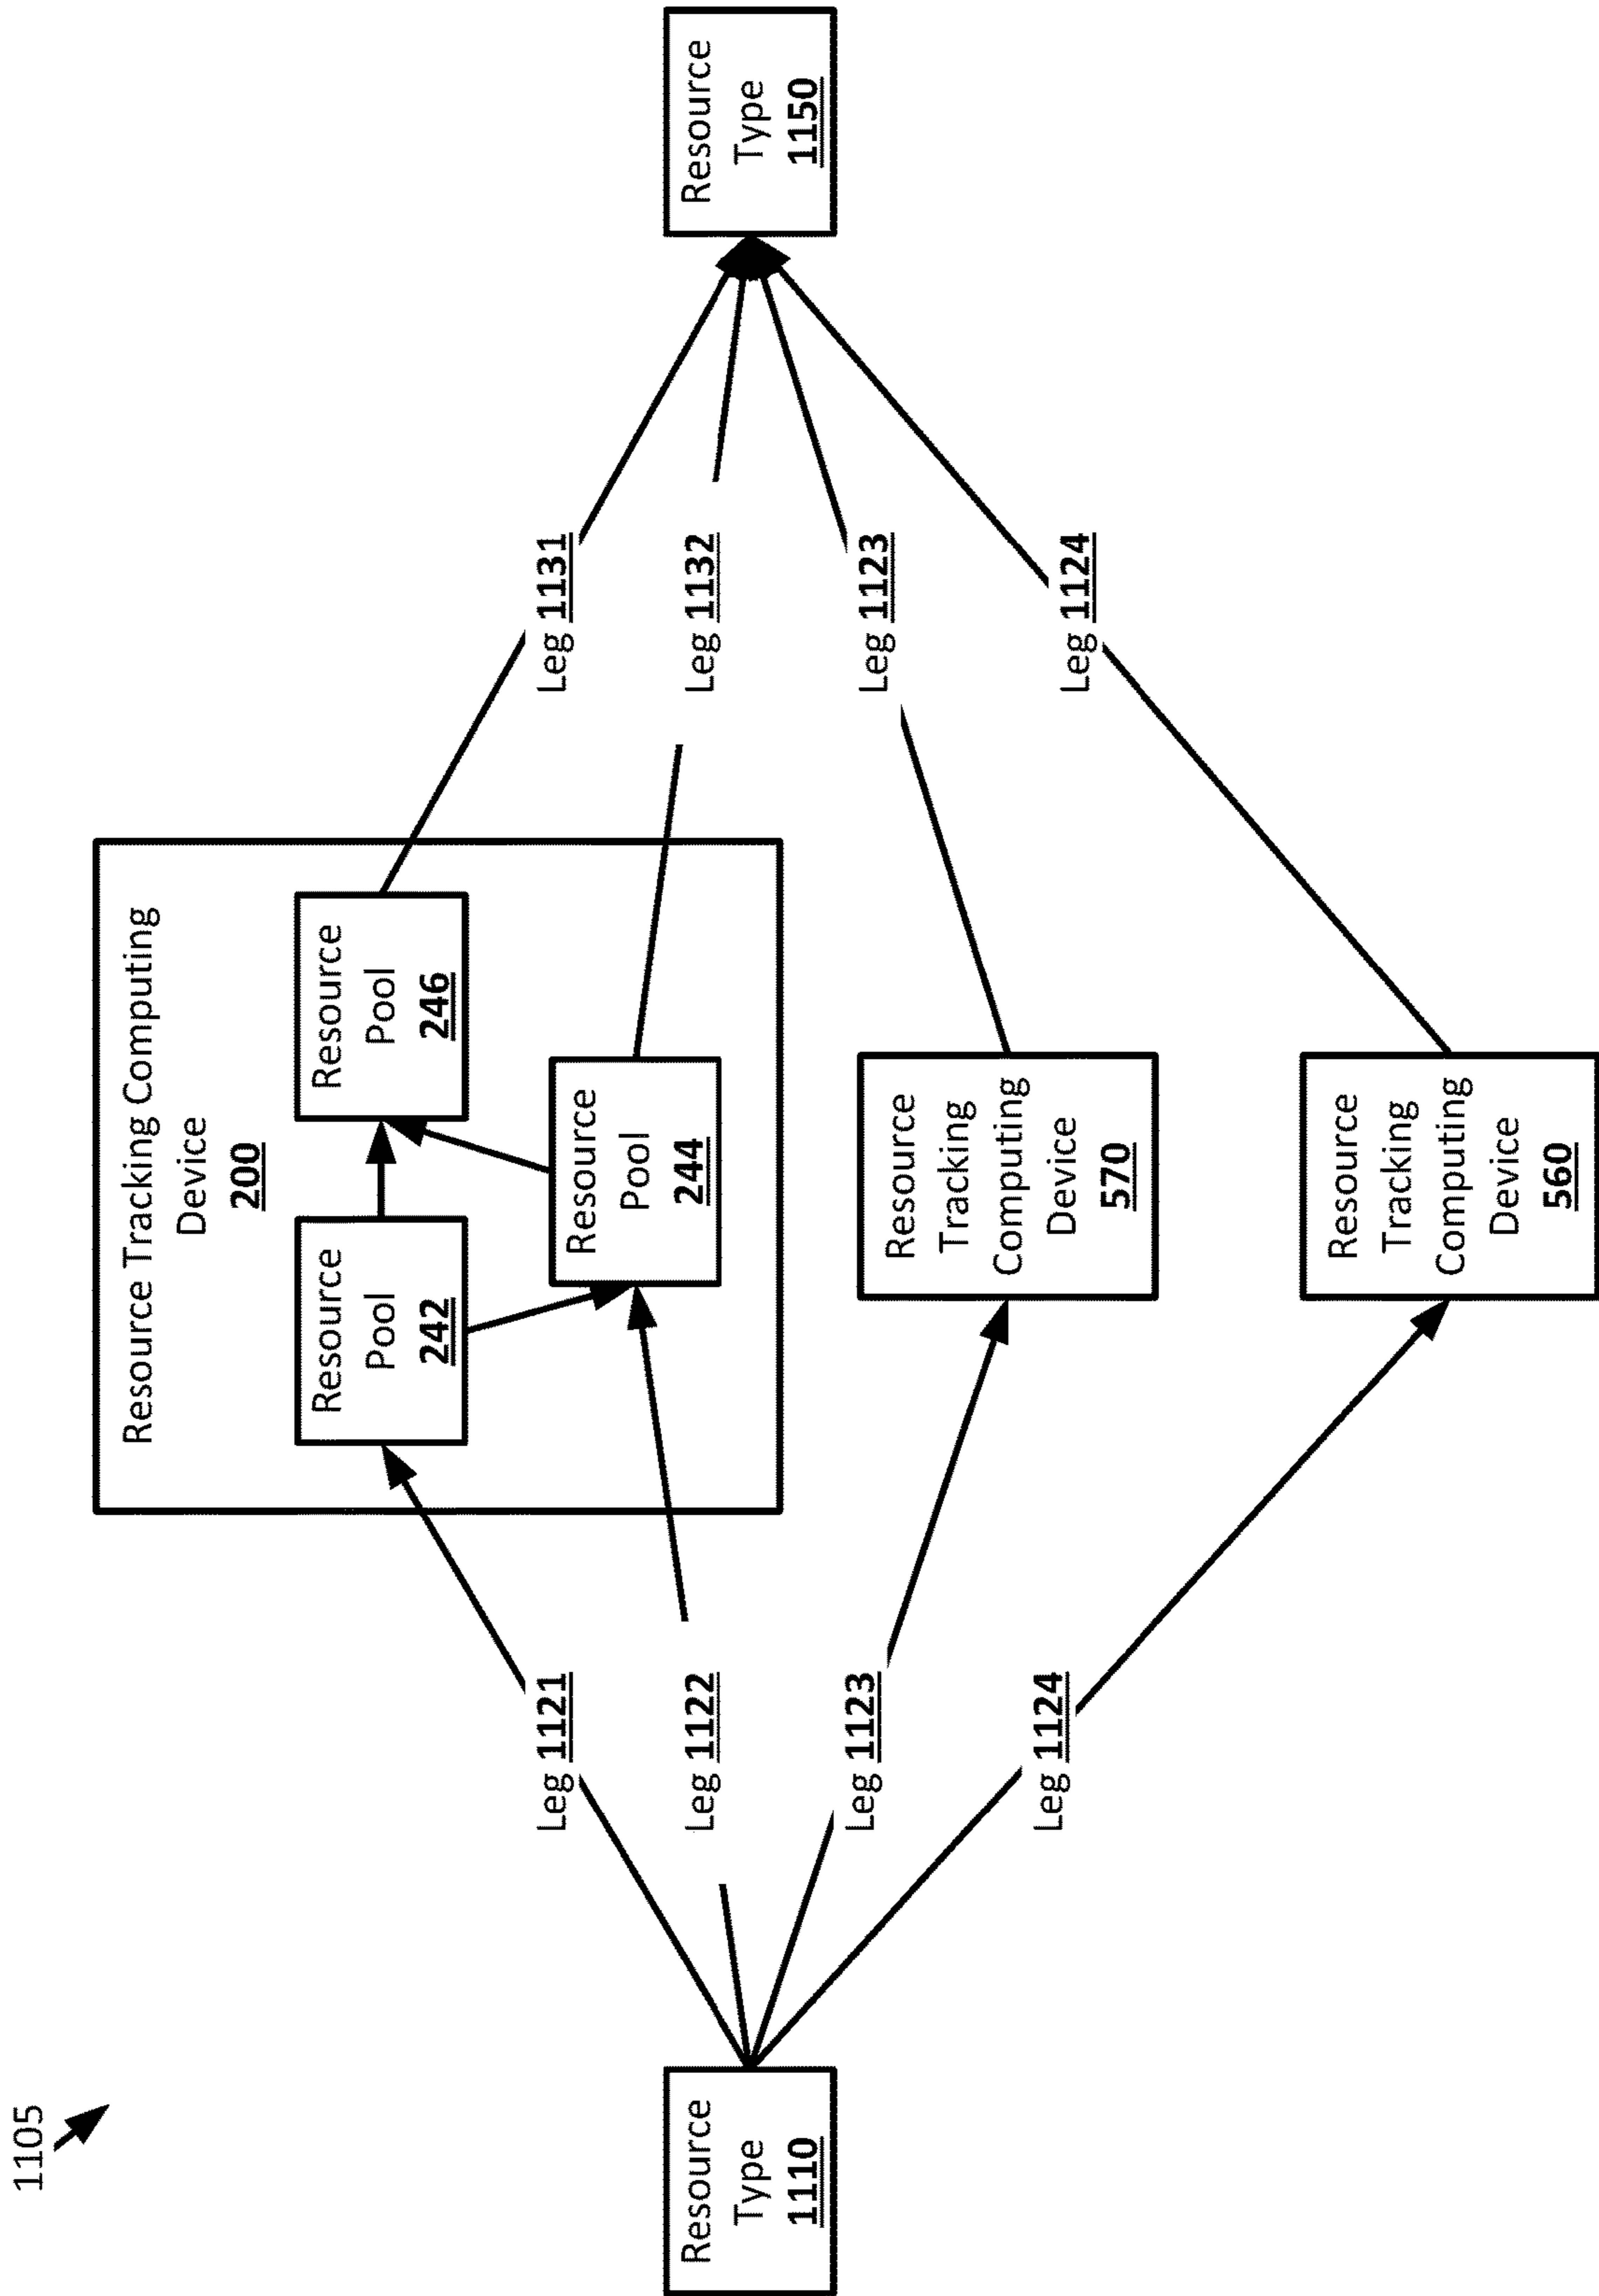 1105
Resource
Type
1110
Leg 1121
Leg 1122
Leg 1123
Leg 1124
Resource Tracking Computing
Device
200
Resource
Pool
242
Resource
Pool
246
Resource
Pool
244
Resource
Tracking
Computing
Device
570
Resource
Tracking
Computing
Device
560
Leg 1131
Leg 1132
Leg 1123
Leg 1124
Resource
Type
1150